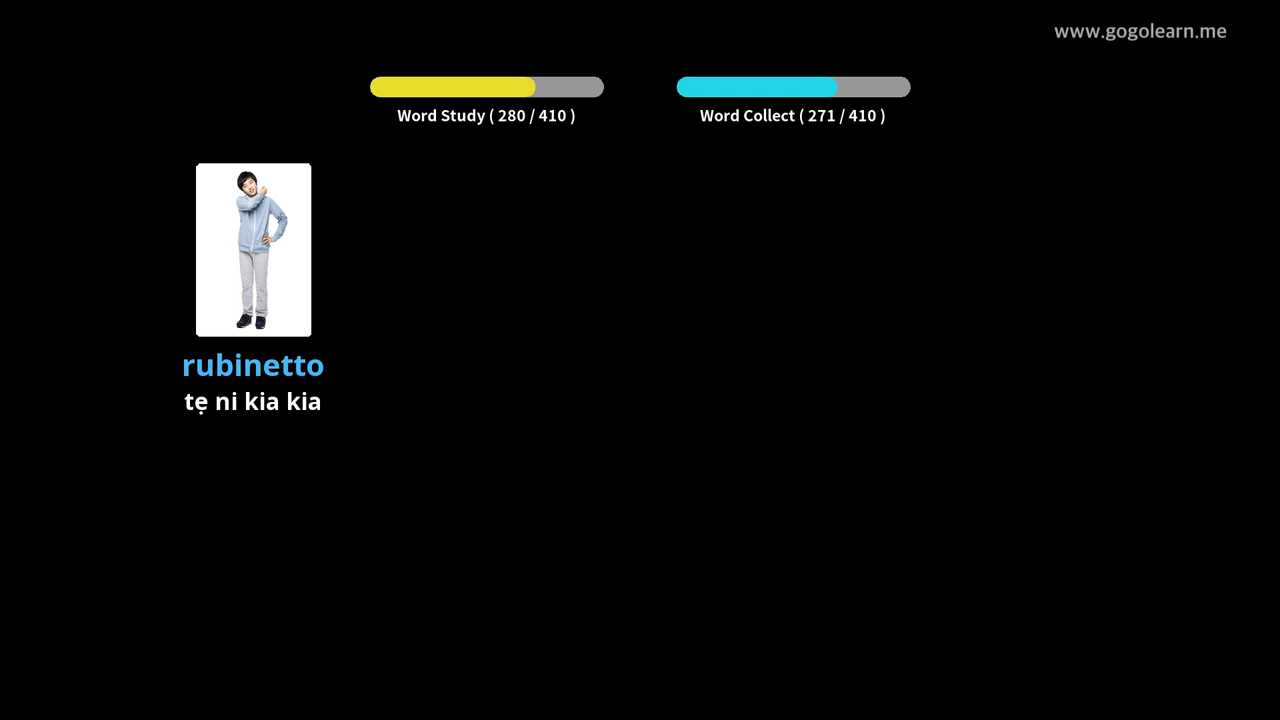 www.gogolearn.me
Word Study ( 280 / 410 )
Word Collect ( 271 / 410 )
rubinetto
tẹ ni kia kia